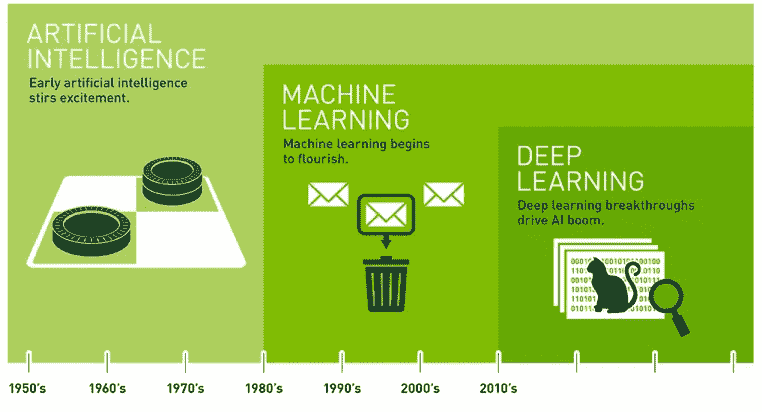 ARTIFICIAL
INTELLIGENCE
Early artificial intelligence
stirs excitement.
MACHINE
LEARNING
Machine learning begins
to flourish.
DEEP
LEARNING
Deep learning breakthroughs
drive AI boom.
1950's
1960's
1970's
1980's
1990's
2000's
2010's